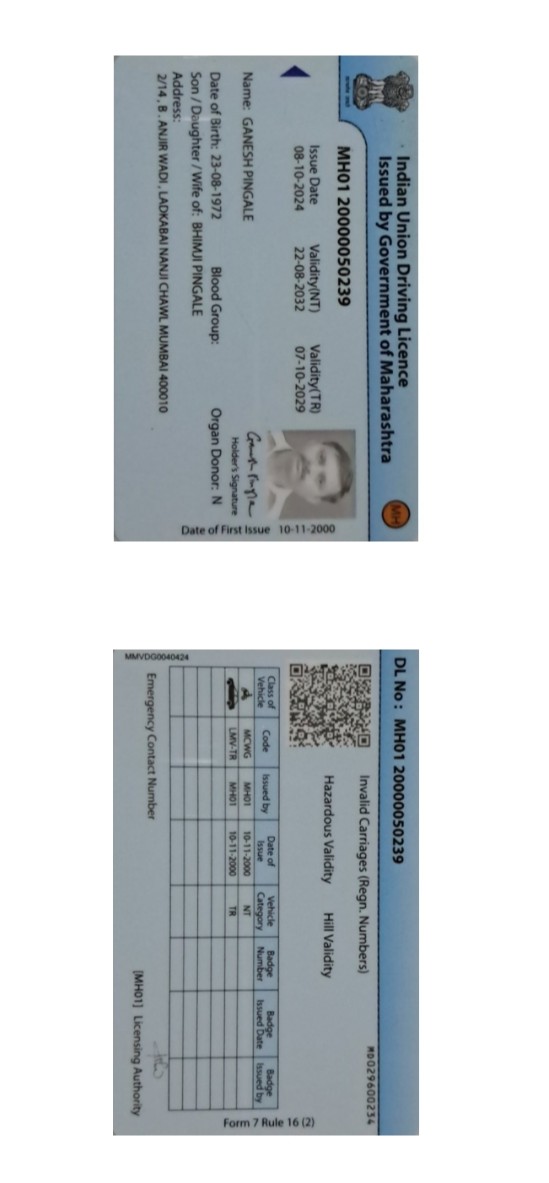 Indian Union Driving Licence
Issued by Government of Maharashtra
MH
MH01 20000050239
Issue Date Validity(NT) Validity(TR)
08-10-2024 22-08-2032 07-10-2029
Holder's Signature
Name: GANESH PINGALE
Date of Birth: 23-08-1972 Blood Group: Organ Donor: N
Son / Daughter / Wife of: BHIMJI PINGALE
Address:
2/14, B. ANJIR WADI, LADKABAI NANJI CHAWL MUMBAI 400010
Date of First Issue 10-11-2000
DL No : MH01 20000050239
MD029600234
Invalid Carriages (Regn. Numbers)
Hazardous Validity Hill Validity
Class of Vehicle Code Issued by Date of Issue Vehicle Category Badge Number Badge Issued Date Badge Issued by
MCWG MH01 10-11-2000 NT
LMV-TR MH01 10-11-2000 TR
Form 7 Rule 16 (2)
Emergency Contact Number
[MH01] Licensing Authority
MMVDG0040424